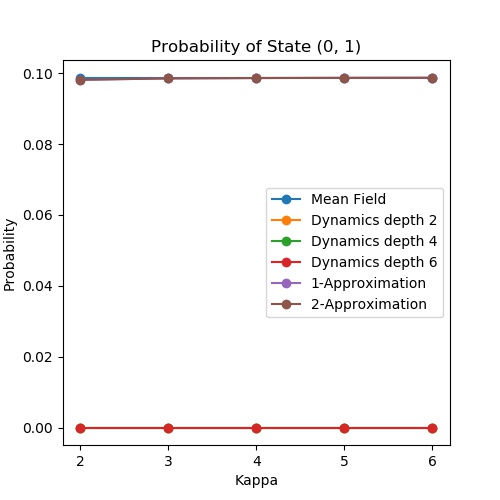 Probability of State (0, 1)
0.10
0.08
0.06
0.04
0.02
0.00
Probability
Mean Field
Dynamics depth 2
Dynamics depth 4
Dynamics depth 6
1-Approximation
2-Approximation
2 3 4 5 6
Kappa